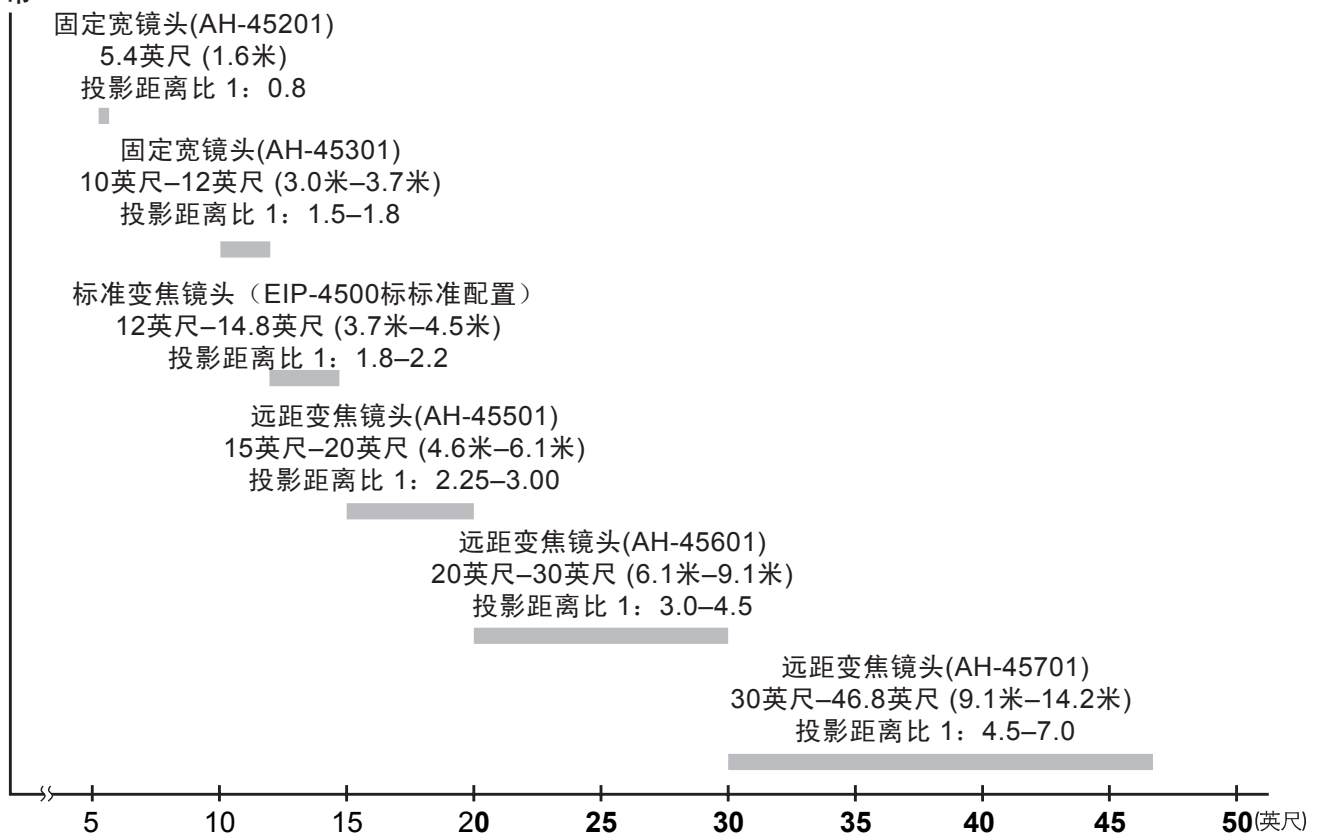 固定宽镜头(AH-45201)
5.4英尺 (1.6米)
投影距离比 1：0.8
固定宽镜头(AH-45301)
10英尺–12英尺 (3.0米–3.7米)
投影距离比 1：1.5–1.8
标准变焦镜头（EIP-4500标标准配置）
12英尺–14.8英尺 (3.7米–4.5米)
投影距离比 1：1.8–2.2
远距变焦镜头(AH-45501)
15英尺–20英尺 (4.6米–6.1米)
投影距离比 1：2.25–3.00
远距变焦镜头(AH-45601)
20英尺–30英尺 (6.1米–9.1米)
投影距离比 1：3.0–4.5
远距变焦镜头(AH-45701)
30英尺–46.8英尺 (9.1米–14.2米)
投影距离比 1：4.5–7.0
5 10 15 20 25 30 35 40 45 50(英尺)